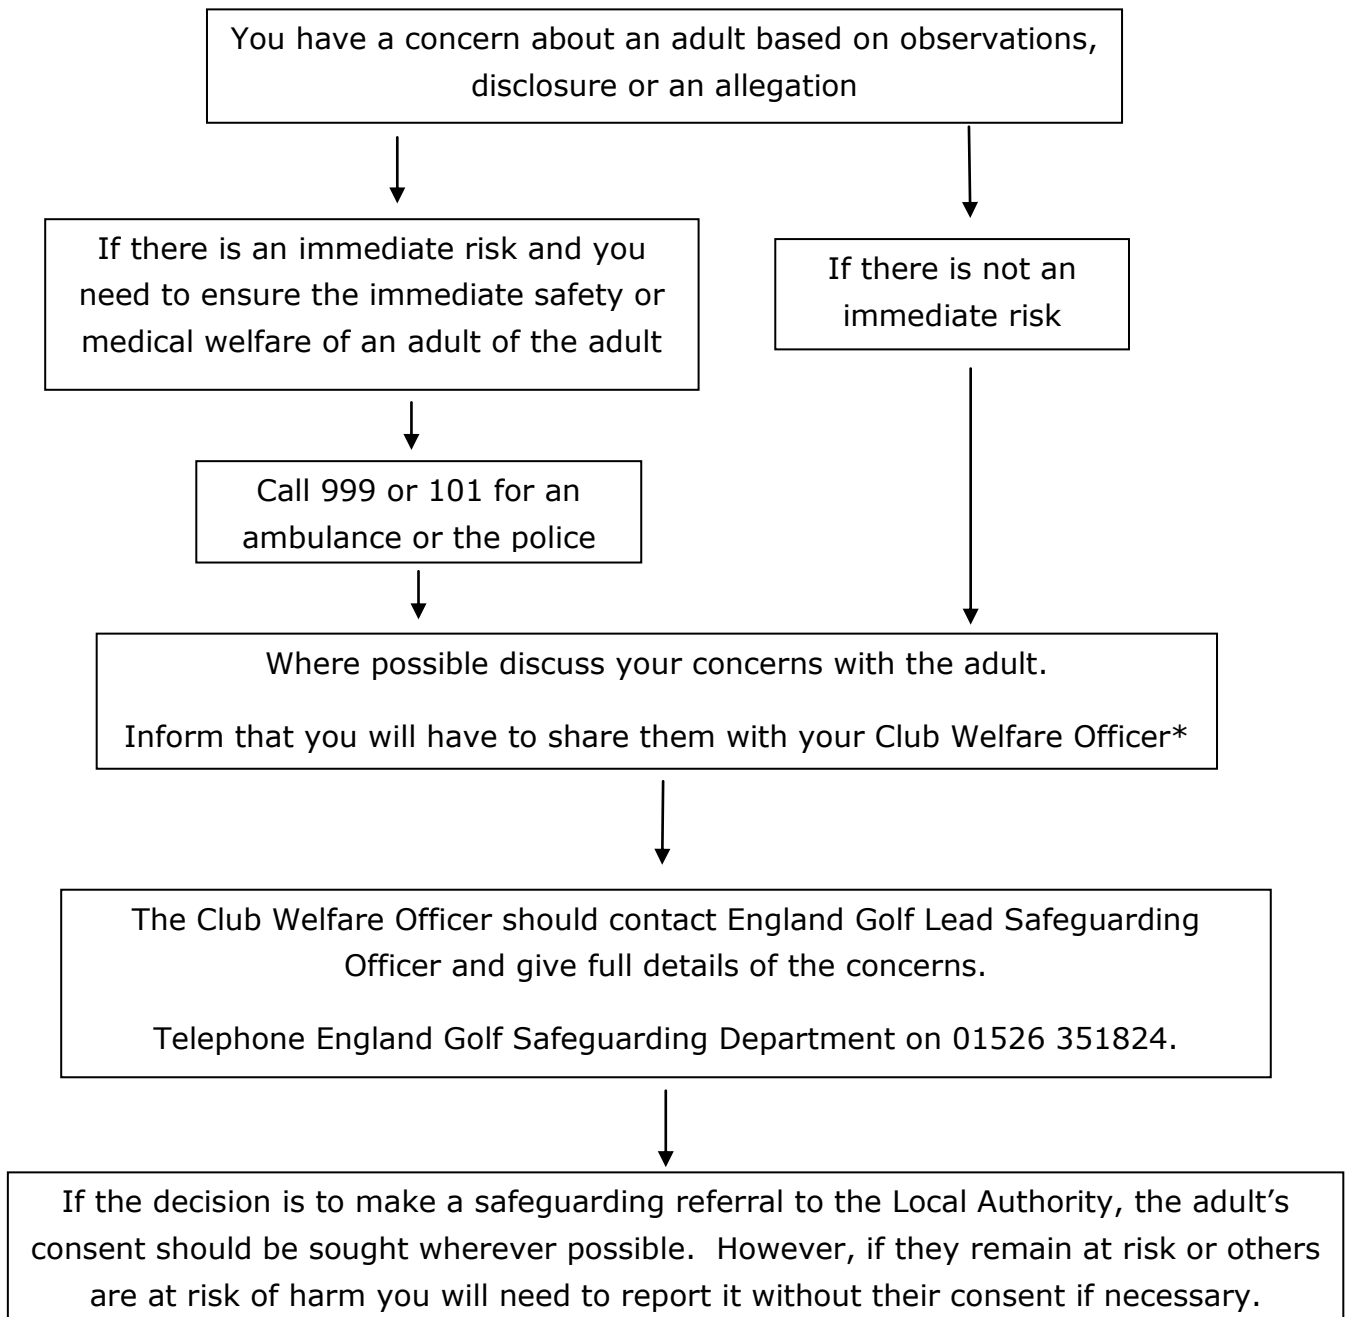 You have a concern about an adult based on observations,
disclosure or an allegation
If there is an immediate risk and you
need to ensure the immediate safety or
medical welfare of an adult of the adult
If there is not an
immediate risk
Call 999 or 101 for an
ambulance or the police
Where possible discuss your concerns with the adult.
Inform that you will have to share them with your Club Welfare Officer*
The Club Welfare Officer should contact England Golf Lead Safeguarding
Officer and give full details of the concerns.
Telephone England Golf Safeguarding Department on 01526 351824.
If the decision is to make a safeguarding referral to the Local Authority, the adult’s
consent should be sought wherever possible.  However, if they remain at risk or others
are at risk of harm you will need to report it without their consent if necessary.